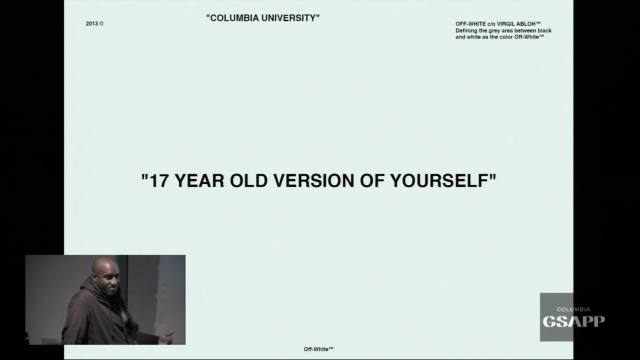 "COLUMBIA UNIVERSITY"
2013 ©
OFF-WHITE c/o VIRGIL ABLOH™
Defining the grey area between black
and white as the color Off-White™
"17 YEAR OLD VERSION OF YOURSELF"
COLUMBIA
GSAPP
Off-White™